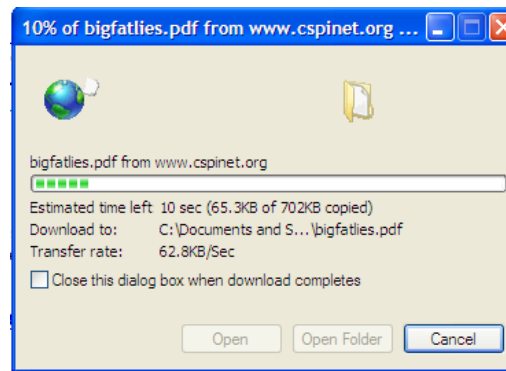 10% of bigfatlies.pdf from www.cspinet.org ...
bigfatlies.pdf from www.cspinet.org
Estimated time left 10 sec (65.3KB of 702KB copied)
Download to: C:\Documents and S...\bigfatlies.pdf
Transfer rate: 62.8KB/Sec
Close this dialog box when download completes
Open Open Folder Cancel